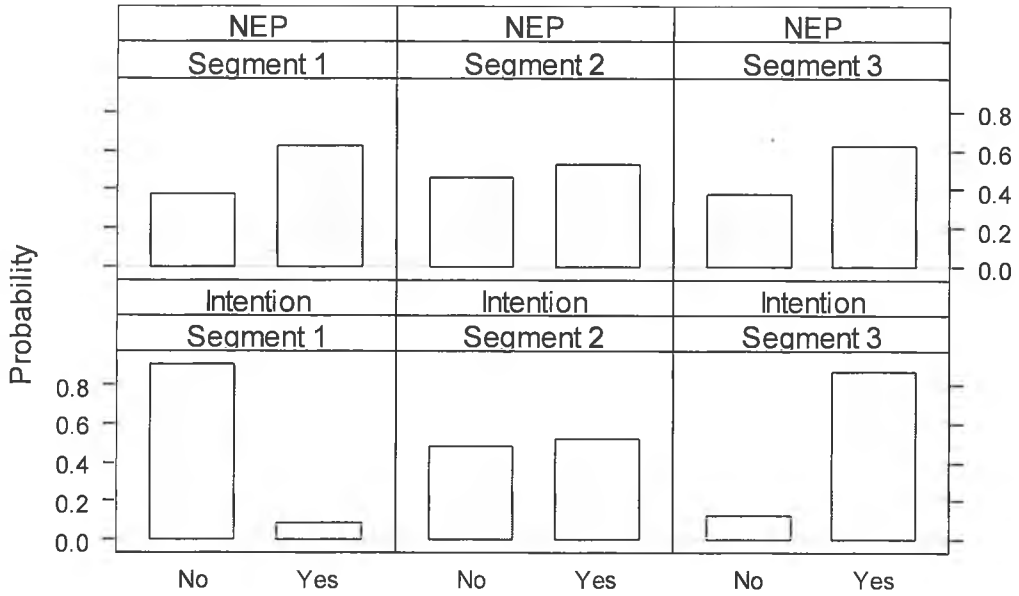 NEP NEP NEP
Segment 1 Segment 2 Segment 3
0.8
0.6
0.4
0.2
0.0
Probability
Intention Intention Intention
Segment 1 Segment 2 Segment 3
0.8
0.6
0.4
0.2
0.0
No Yes No Yes No Yes